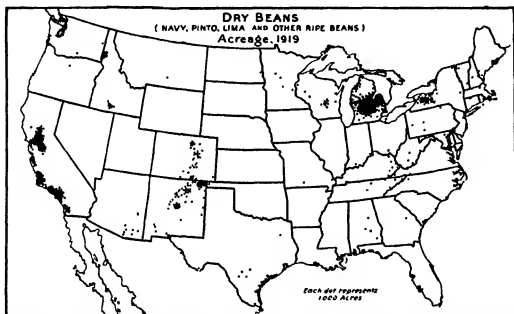 DRY BEANS
(NAVY, PINTO, LIMA AND OTHER RIPE BEANS)
Acreage, 1919
Each dot represents
1000 Acres